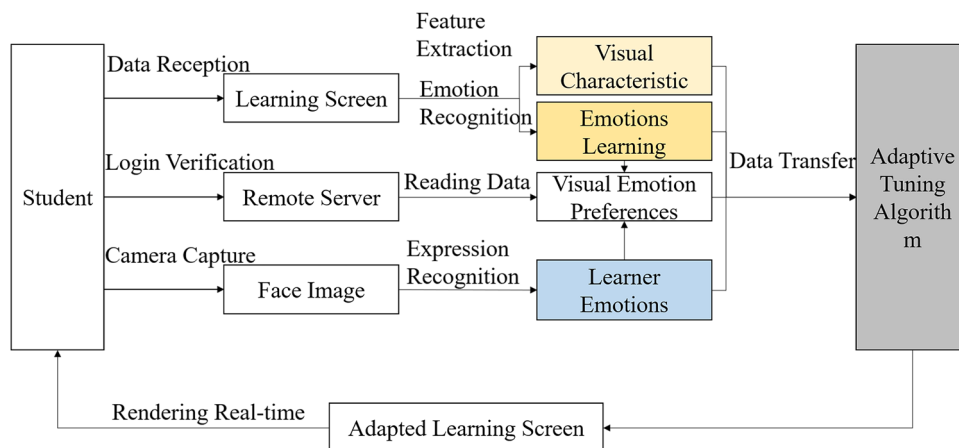 Feature
Extraction
Visual
Characteristic
Data Reception
Learning Screen
Emotion
Recognition
Emotions
Learning
Login Verification
Student
Remote Server
Reading Data
Visual Emotion
Preferences
Data Transfer
Adaptive
Tuning
Algorith
m
Camera Capture
Face Image
Expression
Recognition
Learner
Emotions
Rendering Real-time
Adapted Learning Screen